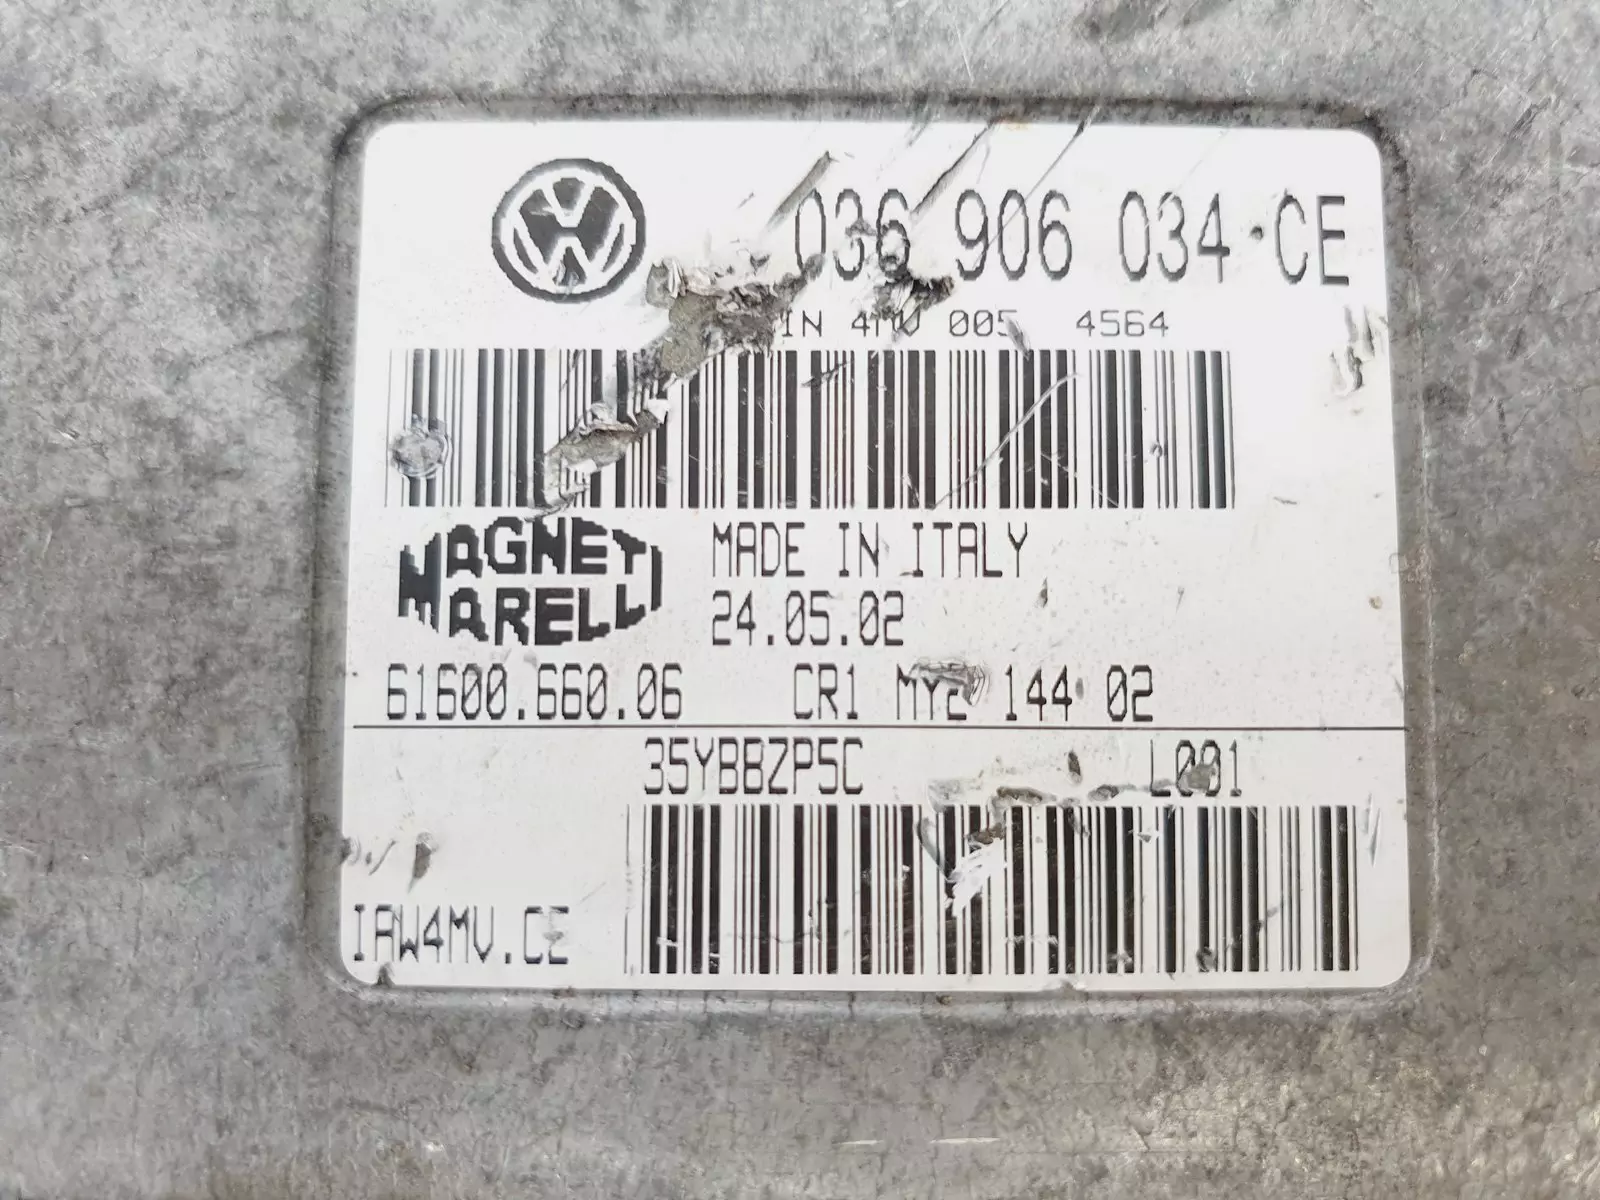 036 906 034 CE
IN 4MV 005 4564
MAGNETI
MARELLI
MADE IN ITALY
24.05.02
61600.660.06 CR1 144 02
35YBBZP5C L001
IAW4MV.CE